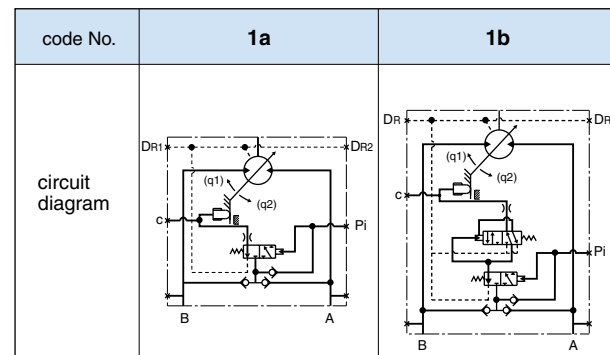 code No. 1a 1b
circuit
diagram
DR1
DR2
(q1)
(q2)
c
Pi
B
A
DR
DR
(q1)
(q2)
c
Pi
B
A